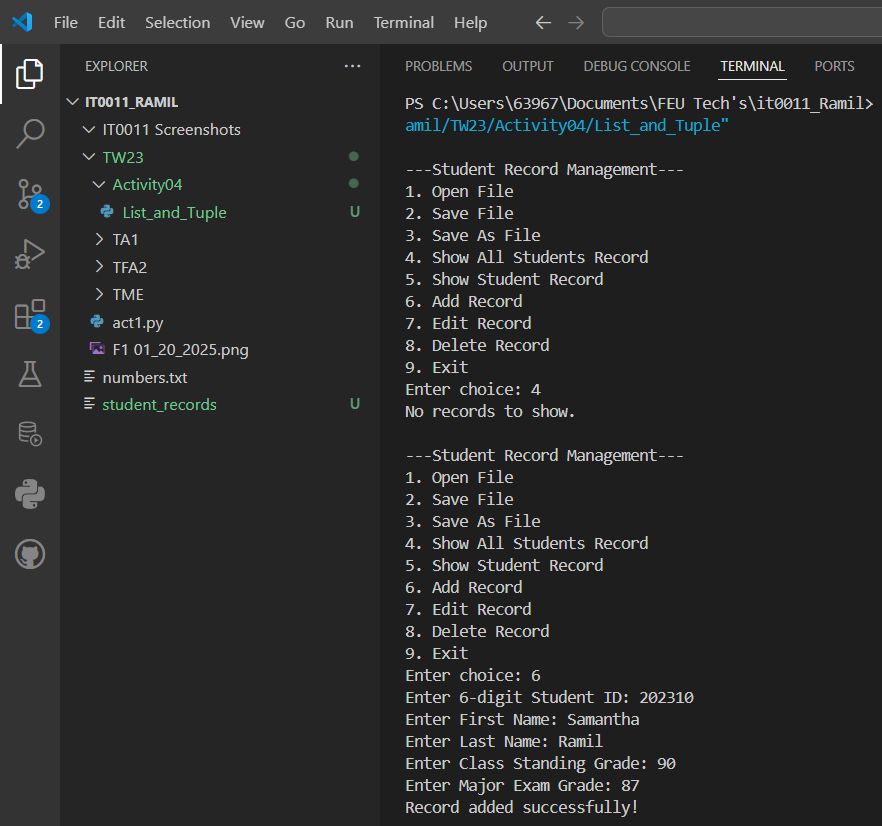 File Edit Selection View Go Run Terminal Help
EXPLORER
IT0011_RAMIL
IT0011 Screenshots
TW23
Activity04
List_and_Tuple U
TA1
TFA2
TME
act1.py
F1 01_20_2025.png
numbers.txt
student_records U
2
2
PROBLEMS OUTPUT DEBUG CONSOLE TERMINAL PORTS
PS C:\Users\63967\Documents\FEU Tech's\it0011_Ramil>
amil/TW23/Activity04/List_and_Tuple"
---Student Record Management---
1. Open File
2. Save File
3. Save As File
4. Show All Students Record
5. Show Student Record
6. Add Record
7. Edit Record
8. Delete Record
9. Exit
Enter choice: 4
No records to show.
---Student Record Management---
1. Open File
2. Save File
3. Save As File
4. Show All Students Record
5. Show Student Record
6. Add Record
7. Edit Record
8. Delete Record
9. Exit
Enter choice: 6
Enter 6-digit Student ID: 202310
Enter First Name: Samantha
Enter Last Name: Ramil
Enter Class Standing Grade: 90
Enter Major Exam Grade: 87
Record added successfully!